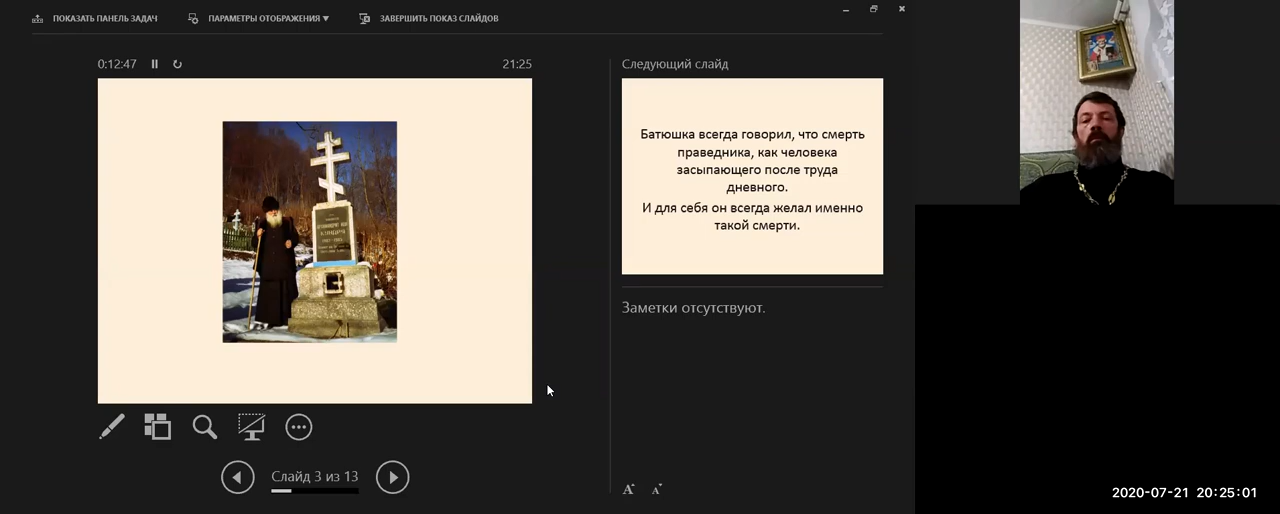 ПОКАЗАТЬ ПАНЕЛЬ ЗАДАЧ
ПАРАМЕТРЫ ОТОБРАЖЕНИЯ ▼
ЗАВЕРШИТЬ ПОКАЗ СЛАЙДОВ
0:12:47
21:25
Следующий слайд
Батюшка всегда говорил, что смерть
праведника, как человека
засыпающего после труда
дневного.
И для себя он всегда желал именно
такой смерти.
Заметки отсутствуют.
Слайд 3 из 13
A A
2020-07-21 20:25:01